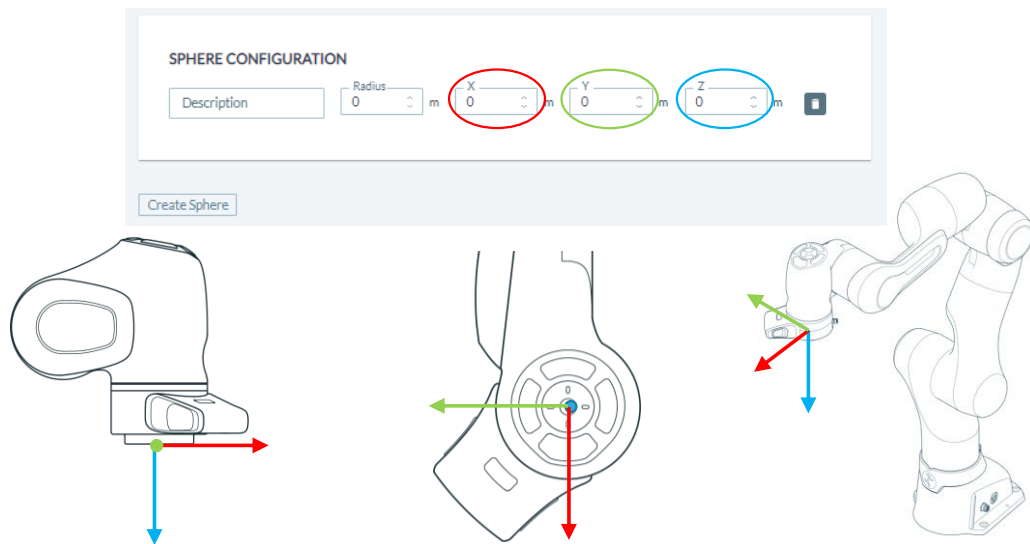 SPHERE CONFIGURATION
Description
Radius
0
m
X
0
m
Y
0
m
Z
0
m
Create Sphere